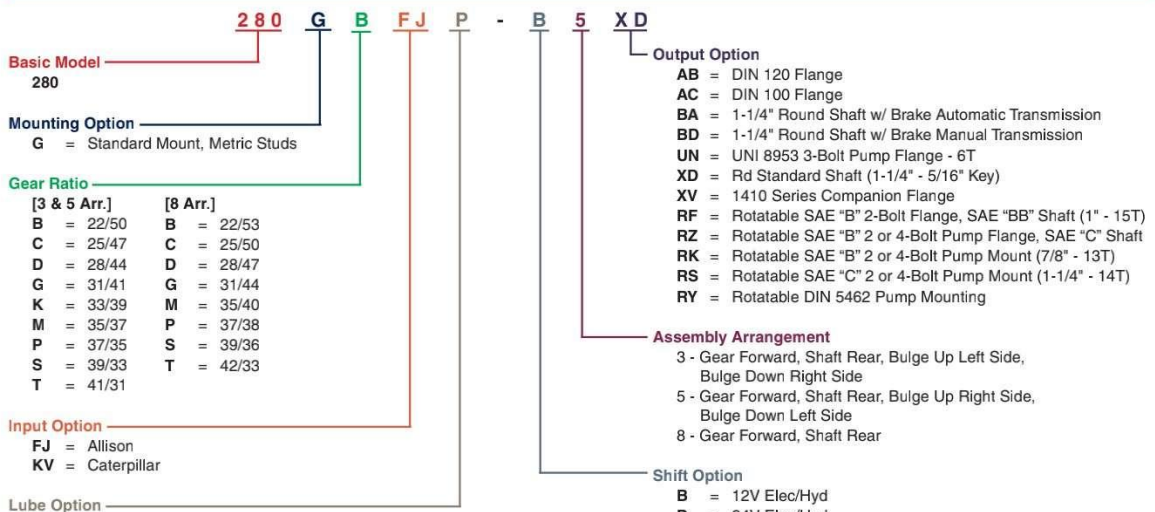 280 G B FJ P - B 5 XD
Basic Model
280
Mounting Option
G = Standard Mount, Metric Studs
Gear Ratio
[3 & 5 Arr.] [8 Arr.]
B = 22/50 B = 22/53
C = 25/47 C = 25/50
D = 28/44 D = 28/47
G = 31/41 G = 31/44
K = 33/39 M = 35/40
M = 35/37 P = 37/38
P = 37/35 S = 39/36
S = 39/33 T = 42/33
T = 41/31
Input Option
FJ = Allison
KV = Caterpillar
Lube Option
Output Option
AB = DIN 120 Flange
AC = DIN 100 Flange
BA = 1-1/4" Round Shaft w/ Brake Automatic Transmission
BD = 1-1/4" Round Shaft w/ Brake Manual Transmission
UN = UNI 8953 3-Bolt Pump Flange - 6T
XD = Rd Standard Shaft (1-1/4" - 5/16" Key)
XV = 1410 Series Companion Flange
RF = Rotatable SAE “B” 2-Bolt Flange, SAE “BB” Shaft (1" - 15T)
RZ = Rotatable SAE “B” 2 or 4-Bolt Pump Flange, SAE “C” Shaft
RK = Rotatable SAE “B” 2 or 4-Bolt Pump Mount (7/8" - 13T)
RS = Rotatable SAE “C” 2 or 4-Bolt Pump Mount (1-1/4" - 14T)
RY = Rotatable DIN 5462 Pump Mounting
Assembly Arrangement
3 - Gear Forward, Shaft Rear, Bulge Up Left Side,
Bulge Down Right Side
5 - Gear Forward, Shaft Rear, Bulge Up Right Side,
Bulge Down Left Side
8 - Gear Forward, Shaft Rear
Shift Option
B = 12V Elec/Hyd